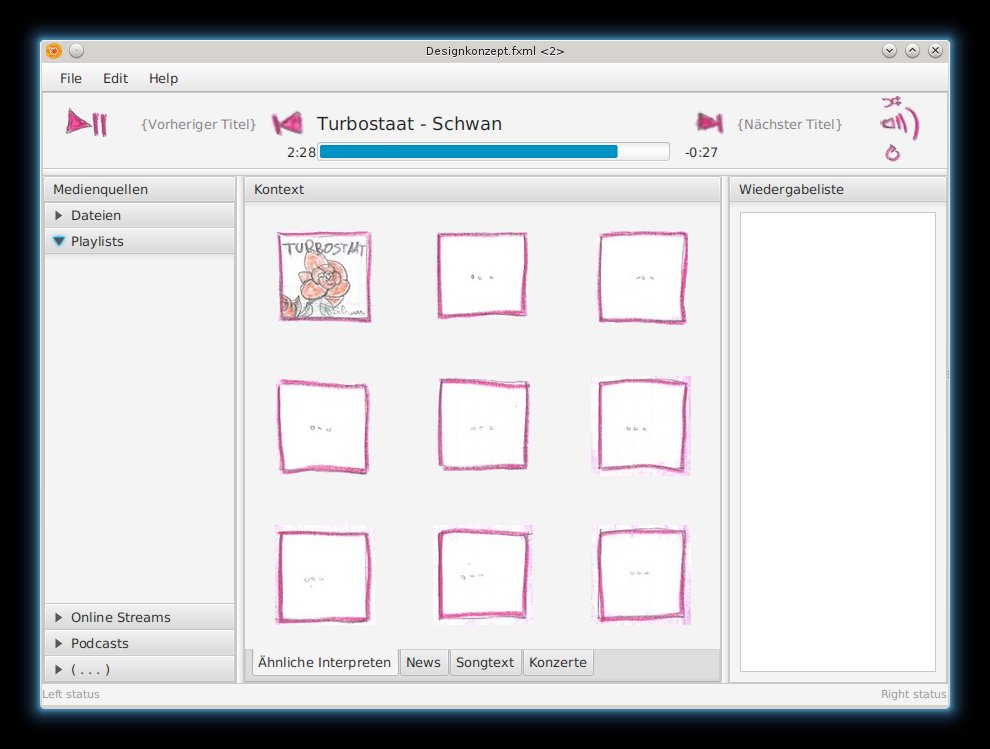 Designkonzept.fxml <2>
File Edit Help
{Vorheriger Titel} Turbostaat - Schwan {Nächster Titel}
2:28 -0:27
Medienquellen
Dateien
Playlists
Online Streams
Podcasts
( . . . )
Kontext
TURBOSTAAT
Schwan
...
...
...
...
...
...
...
...
Ähnliche Interpreten News Songtext Konzerte
Wiedergabeliste
Left status Right status